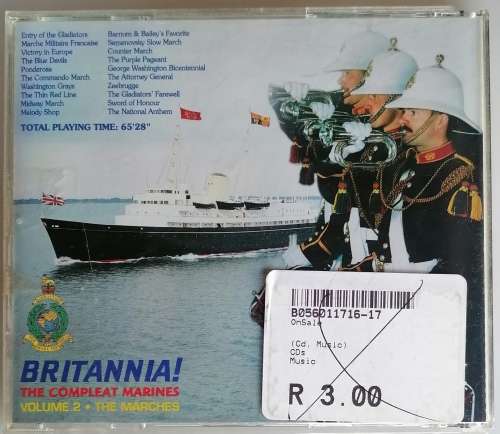 Entry of the Gladiators
Marche Militaire Francaise
Victory in Europe
The Blue Devils
Ponderosa
The Commando March
Washington Grays
The Thin Red Line
Midway March
Melody Shop
Barnom & Bailey's Favorite
Semenovsky Slow March
Counter March
The Purple Pageant
George Washington Bicentennial
The Attorney General
Zeebrugge
The Gladiators' Farewell
Sword of Honour
The National Anthem
TOTAL PLAYING TIME: 65'28"
B056011716-17
OnSale
(Cd, Music)
CDs
Music
R 3.00
BRITANNIA!
THE COMPLEAT MARINES
VOLUME 2 • THE MARCHES